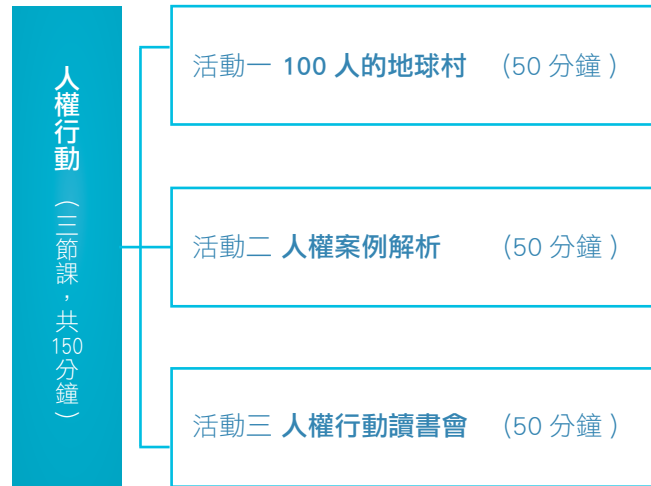 人權行動（三節課，共150分鐘）
活動一 100 人的地球村 （50 分鐘）
活動二 人權案例解析 （50 分鐘）
活動三 人權行動讀書會 （50 分鐘）